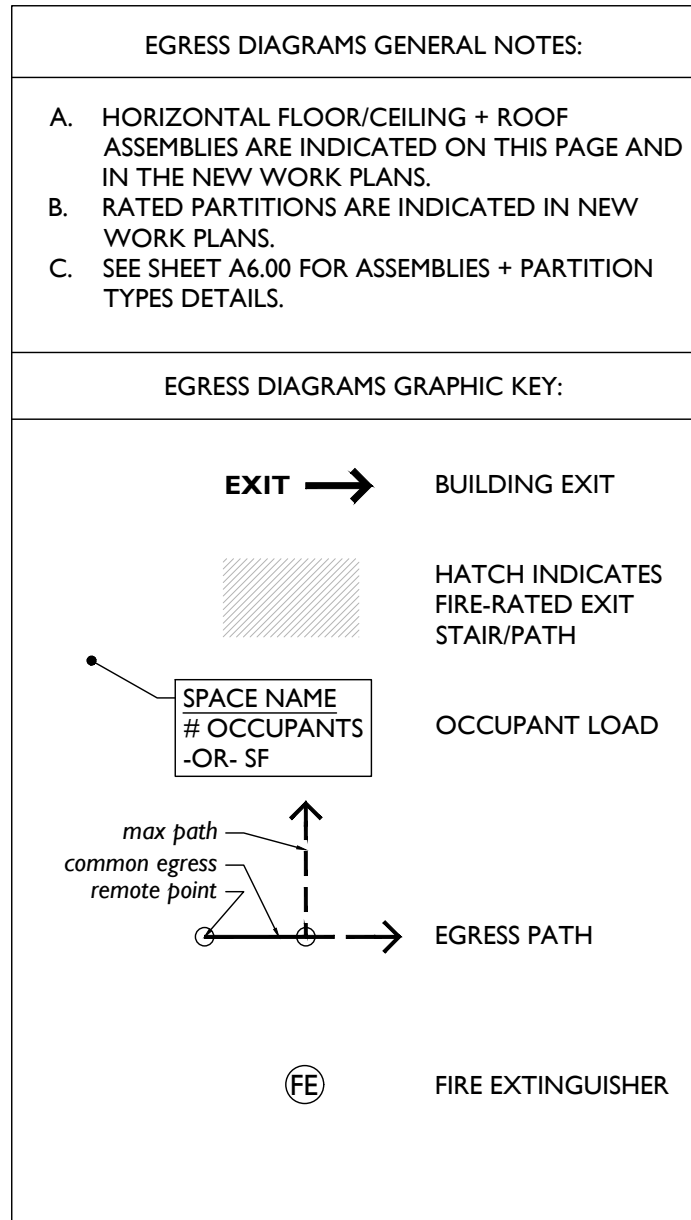 EGRESS DIAGRAMS GENERAL NOTES:
A. HORIZONTAL FLOOR/CEILING + ROOF
ASSEMBLIES ARE INDICATED ON THIS PAGE AND
IN THE NEW WORK PLANS.
B. RATED PARTITIONS ARE INDICATED IN NEW
WORK PLANS.
C. SEE SHEET A6.00 FOR ASSEMBLIES + PARTITION
TYPES DETAILS.
EGRESS DIAGRAMS GRAPHIC KEY:
EXIT BUILDING EXIT
HATCH INDICATES
FIRE-RATED EXIT
STAIR/PATH
SPACE NAME
# OCCUPANTS
-OR- SF
OCCUPANT LOAD
max path
common egress
remote point
EGRESS PATH
FE FIRE EXTINGUISHER